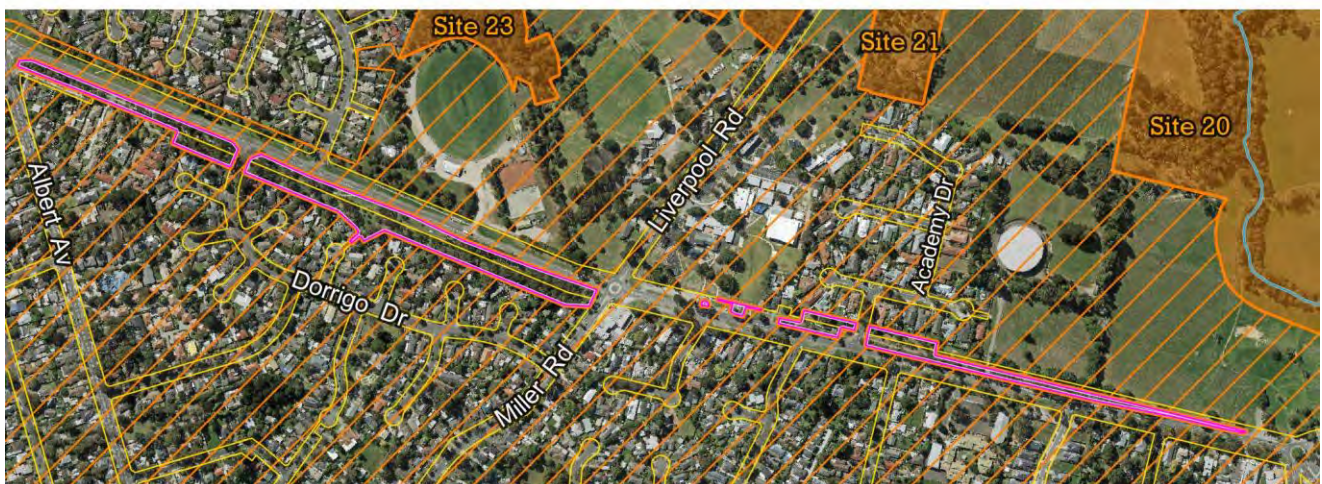 Site 23
Site 21
Site 20
Liverpool Rd
Albert Av
Academy Dr
Dorrigo Dr
Miller Rd